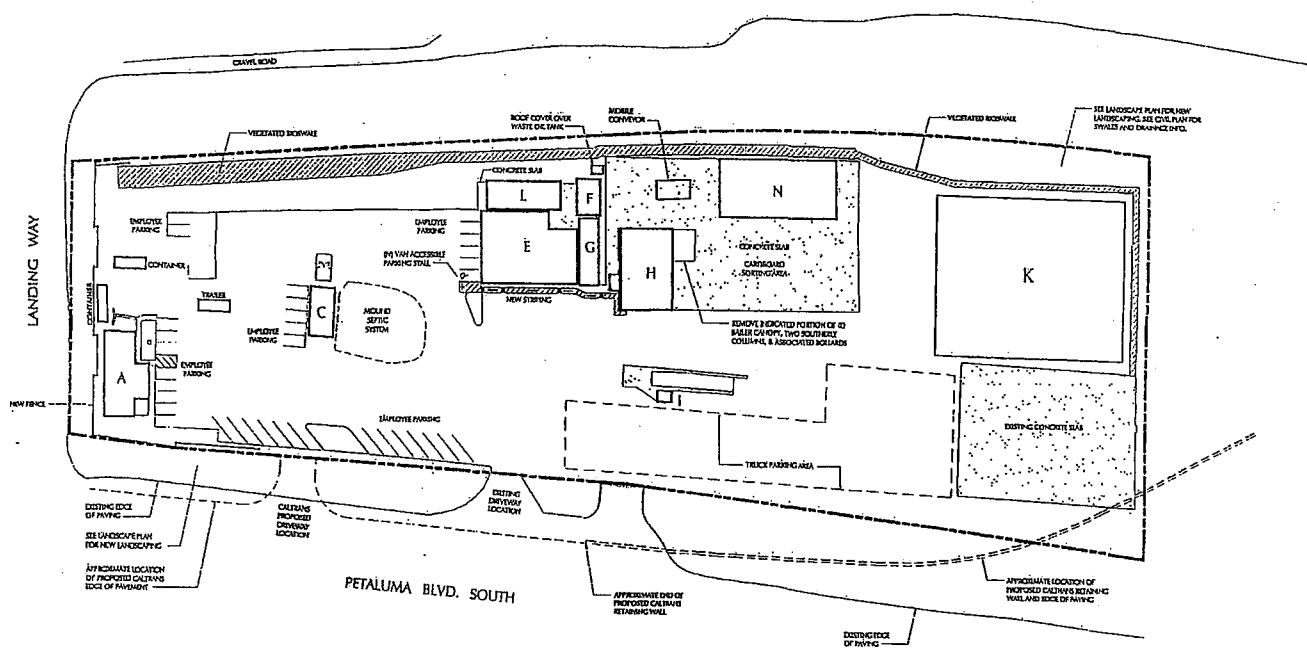 GRAVEL ROAD
VEGETATED BIOSWALE
ROOF COVER OVER
WASTE OIL TANK
MOBILE
CONVEYOR
VEGETATED BIOSWALE
SEE LANDSCAPE PLAN FOR NEW
LANDSCAPING. SEE CIVIL PLAN FOR
SWALES AND DRAINAGE INFO.
CONCRETE SLAB
L
F
N
EMPLOYEE
PARKING
EMPLOYEE
PARKING
E
G
LANDING WAY
CONTAINER
(N) VAN ACCESSIBLE
PARKING STALL
CONCRETE SLAB
CARDBOARD
SORTING AREA
H
K
CONTAINER
TRAILER
C
MOUND
SEPTIC
SYSTEM
NEW STRIPING
EMPLOYEE
PARKING
REMOVE INDICATED PORTION OF (E)
BAILER CANOPY, TWO SOUTHERLY
COLUMNS, & ASSOCIATED BOLLARDS
A
EMPLOYEE
PARKING
NEW FENCE
EMPLOYEE PARKING
EXISTING CONCRETE SLAB
TRUCK PARKING AREA
EXISTING EDGE
OF PAVING
CALTRANS
PROPOSED
DRIVEWAY
LOCATION
EXISTING
DRIVEWAY
LOCATION
SEE LANDSCAPE PLAN
FOR NEW LANDSCAPING
APPROXIMATE LOCATION
OF PROPOSED CALTRANS
EDGE OF PAVEMENT
PETALUMA BLVD. SOUTH
APPROXIMATE END OF
PROPOSED CALTRANS
RETAINING WALL
APPROXIMATE LOCATION OF
PROPOSED CALTRANS RETAINING
WALL AND EDGE OF PAVING
EXISTING EDGE
OF PAVING